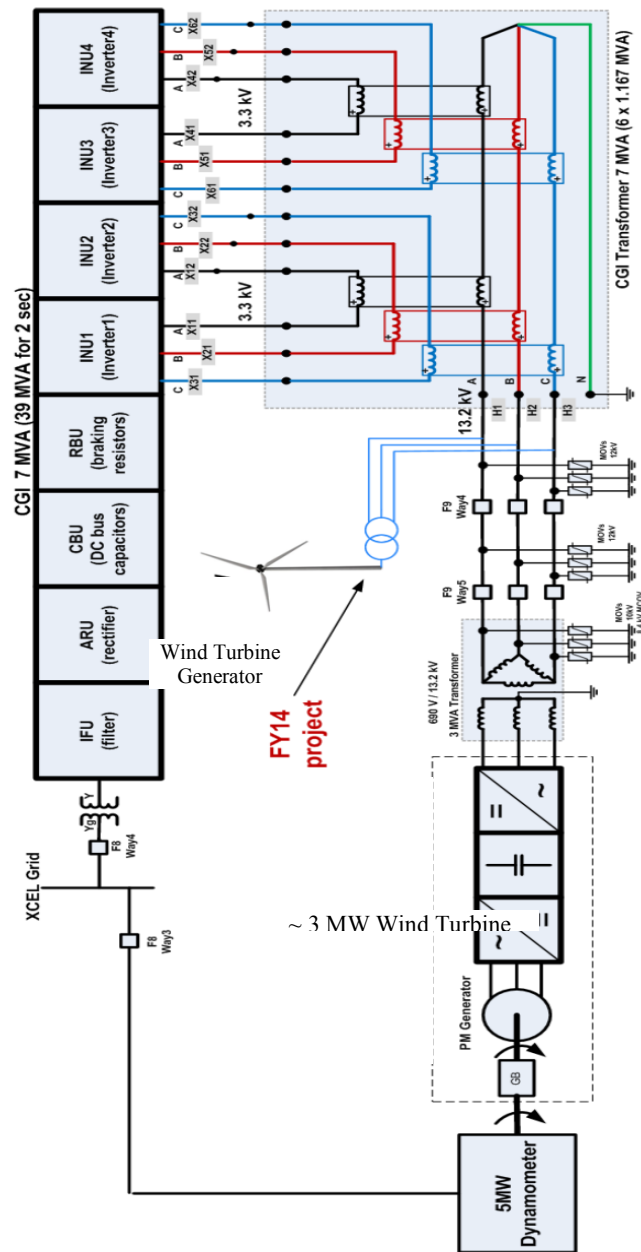 CGI 7 MVA (39 MVA for 2 sec)
IFU
(filter)
ARU
(rectifier)
CBU
(DC bus
capacitors)
RBU
(braking
resistors)
INU1
(Inverter1)
INU2
(Inverter2)
INU3
(Inverter3)
INU4
(Inverter4)
Y
Yg
F8
Way4
XCEL Grid
F8
Way3
C
X31
B
X21
A
X11
3.3 kV
A
X12
B
X22
C
X32
C
X61
B
X51
A
X41
3.3 kV
A
X42
B
X52
C
X62
+
+
+
+
+
+
+
+
+
+
+
+
CGI Transformer 7 MVA (6 x 1.167 MVA)
13.2 kV
A
B
C
N
H1
H2
H3
Wind Turbine
Generator
FY14
project
F9
Way4
F9
Way5
MOVs
12kV
MOVs
12kV
MOVs
10kV
690 V / 13.2 kV
3 MVA Transformer
=
~
~
=
~ 3 MW Wind Turbine
PM Generator
GB
5MW
Dynamometer